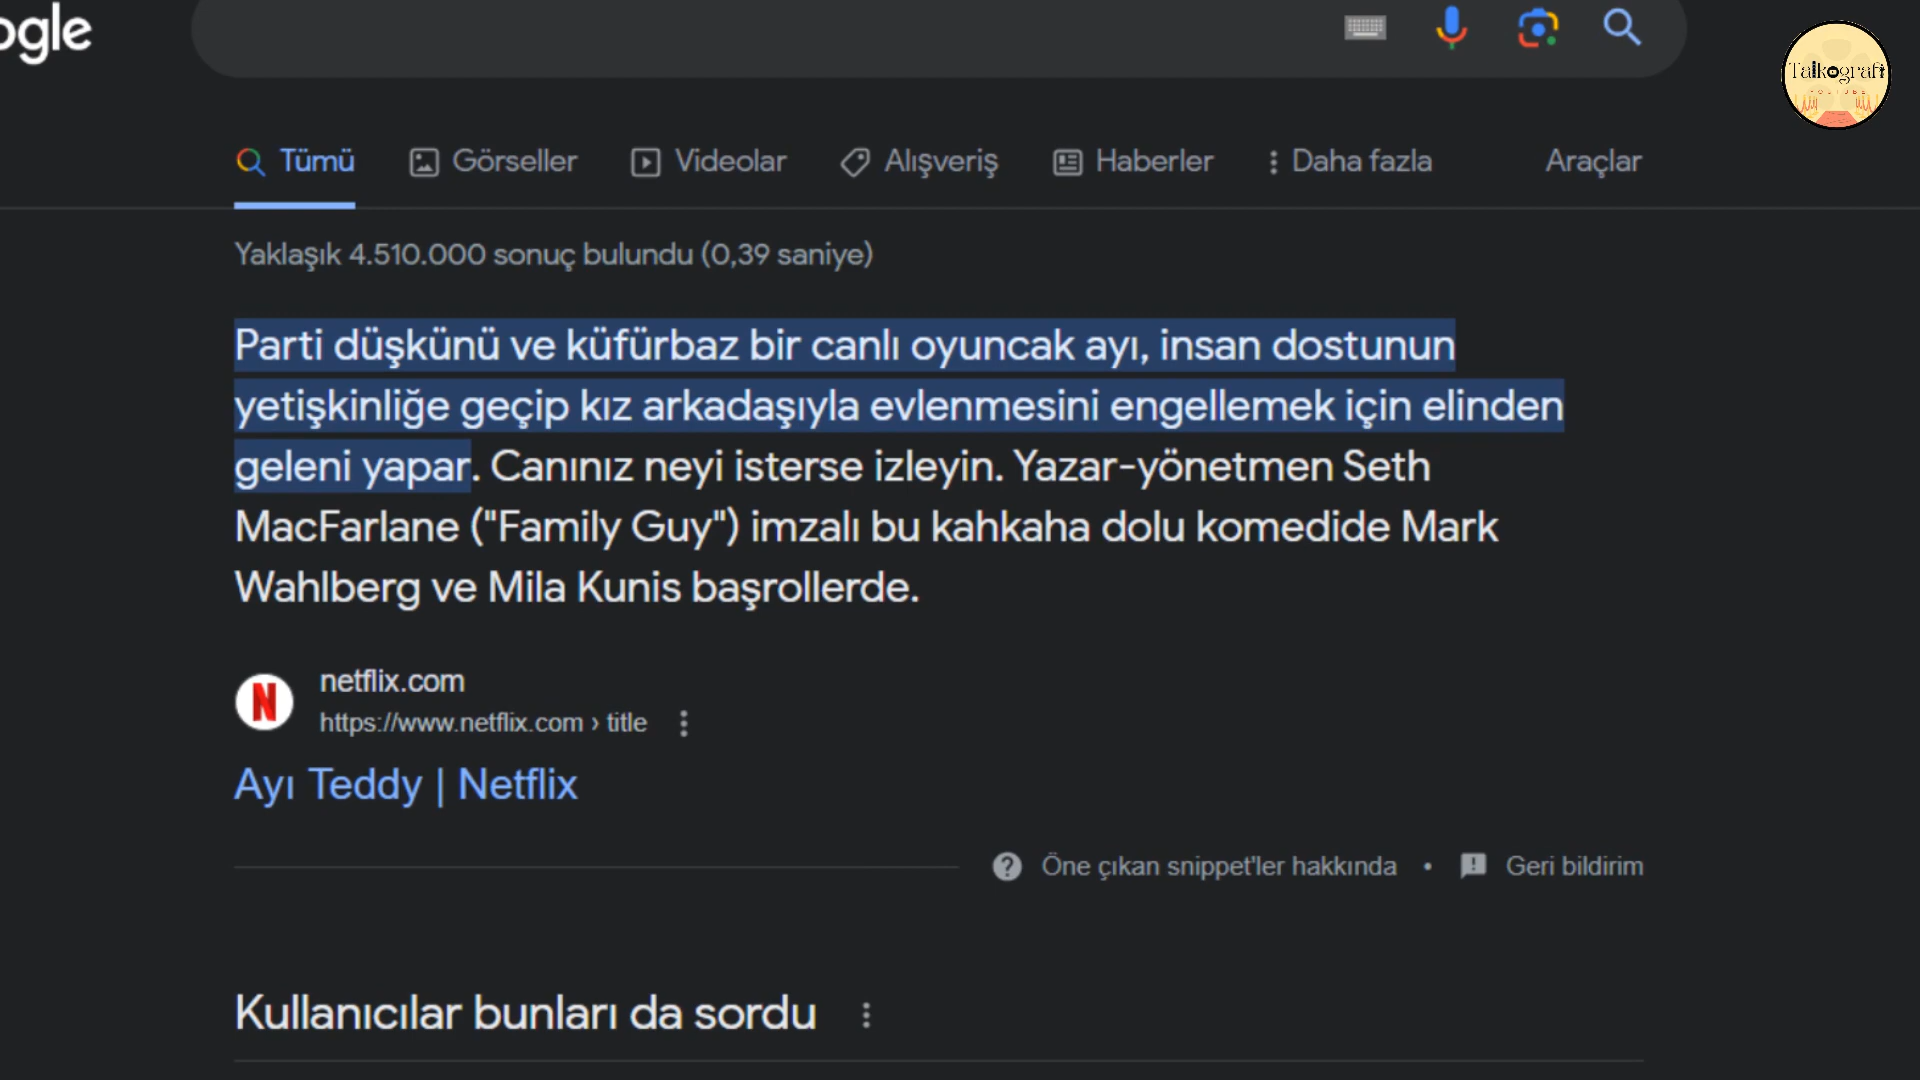 ogle
Talkografi
YOUTUBE
Tümü Görseller Videolar Alışveriş Haberler Daha fazla Araçlar
Yaklaşık 4.510.000 sonuç bulundu (0,39 saniye)
Parti düşkünü ve küfürbaz bir canlı oyuncak ayı, insan dostunun
yetişkinliğe geçip kız arkadaşıyla evlenmesini engellemek için elinden
geleni yapar. Canınız neyi isterse izleyin. Yazar-yönetmen Seth
MacFarlane ("Family Guy") imzalı bu kahkaha dolu komedide Mark
Wahlberg ve Mila Kunis başrollerde.
N
netflix.com
https://www.netflix.com › title
Ayı Teddy | Netflix
Öne çıkan snippet'ler hakkında • Geri bildirim
Kullanıcılar bunları da sordu